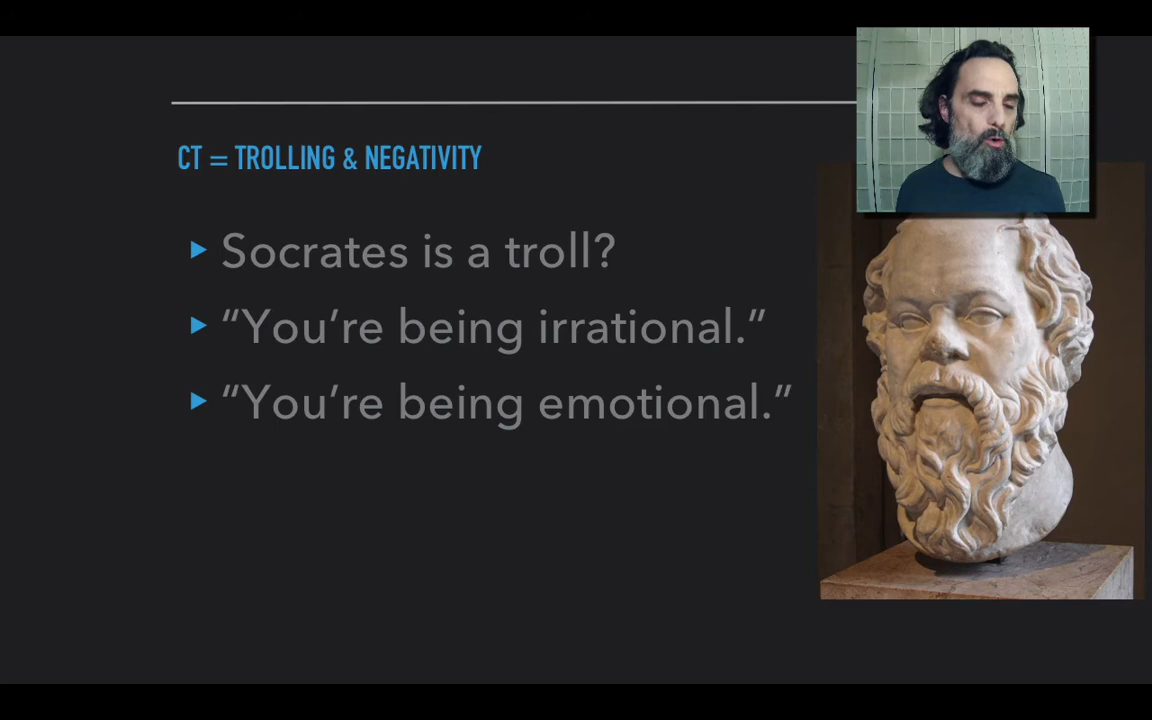 CT = TROLLING & NEGATIVITY
Socrates is a troll?
“You’re being irrational.”
“You’re being emotional.”